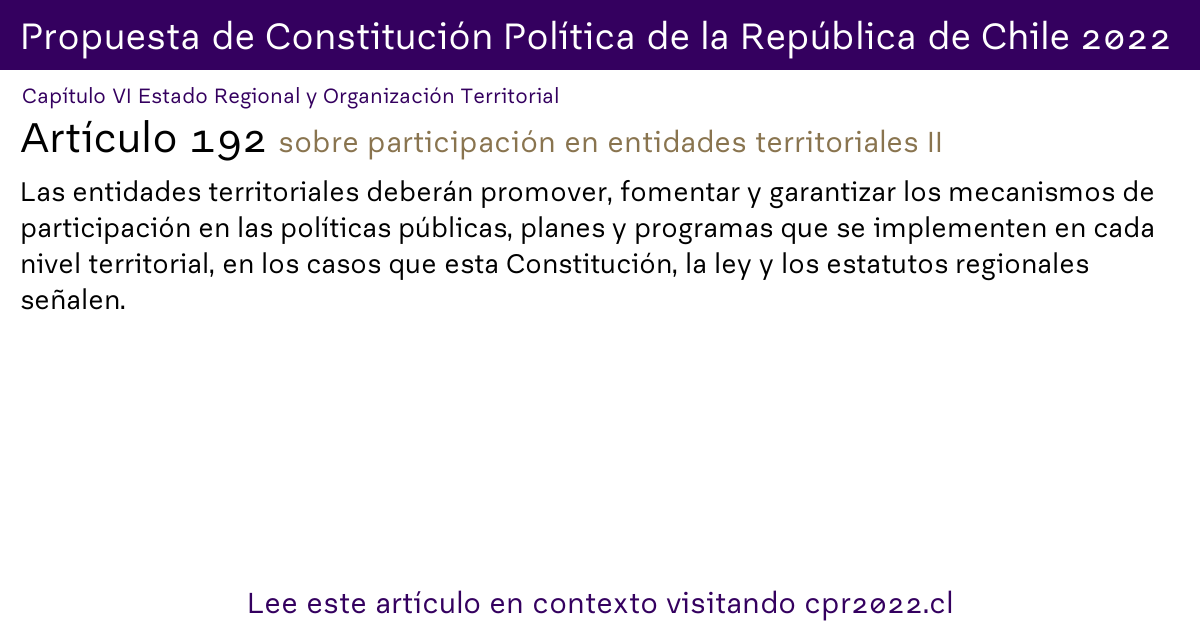 Propuesta de Constitución Política de la República de Chile 2022
Capítulo VI Estado Regional y Organización Territorial
Artículo 192 sobre participación en entidades territoriales II
Las entidades territoriales deberán promover, fomentar y garantizar los mecanismos de
participación en las políticas públicas, planes y programas que se implementen en cada
nivel territorial, en los casos que esta Constitución, la ley y los estatutos regionales
señalen.
Lee este artículo en contexto visitando cpr2022.cl